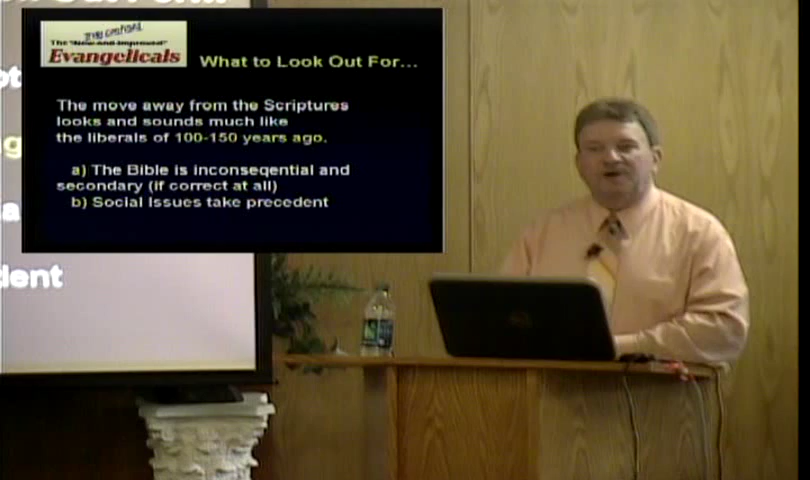 The "New-and-Improved"
Evangelicals
What to Look Out For...
The move away from the Scriptures
looks and sounds much like
the liberals of 100-150 years ago.
a) The Bible is inconseqential and
secondary (if correct at all)
b) Social Issues take precedent
dent